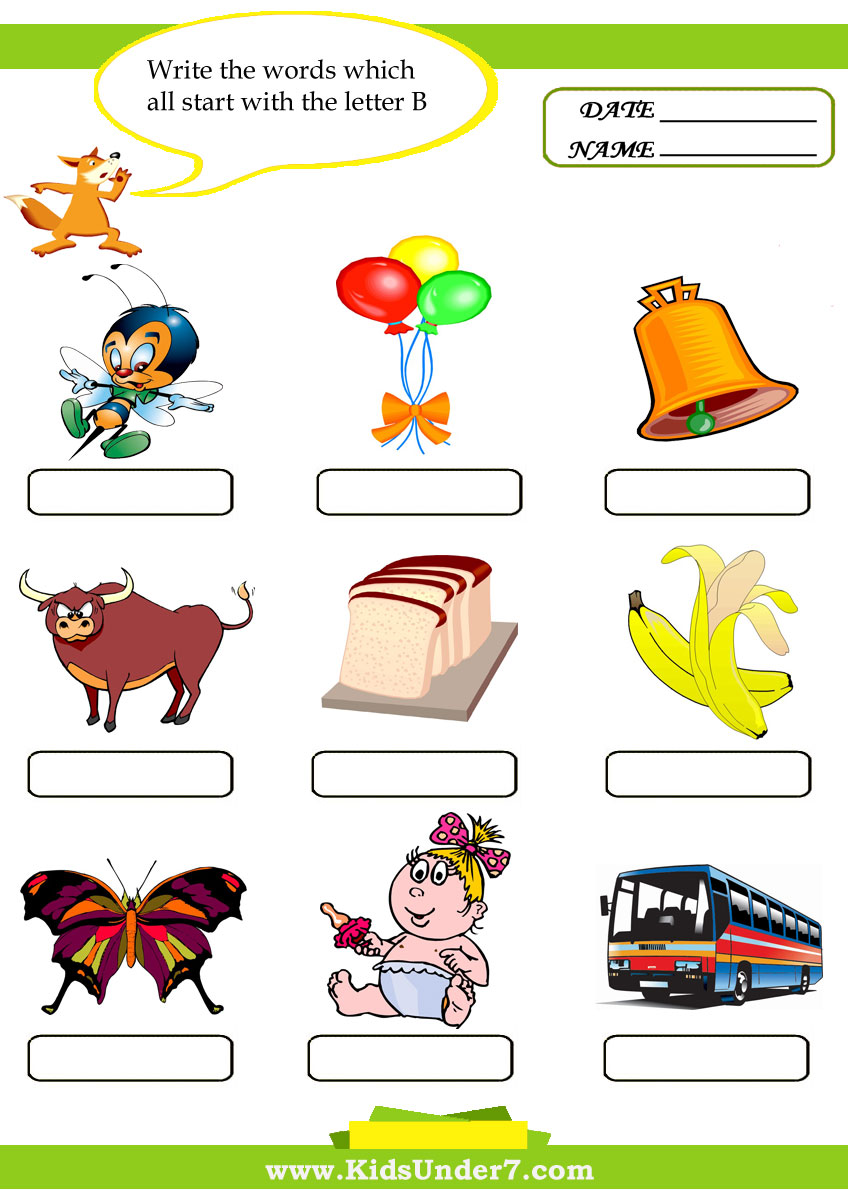 Write the words which
all start with the letter B
DATE
NAME
www.KidsUnder7.com